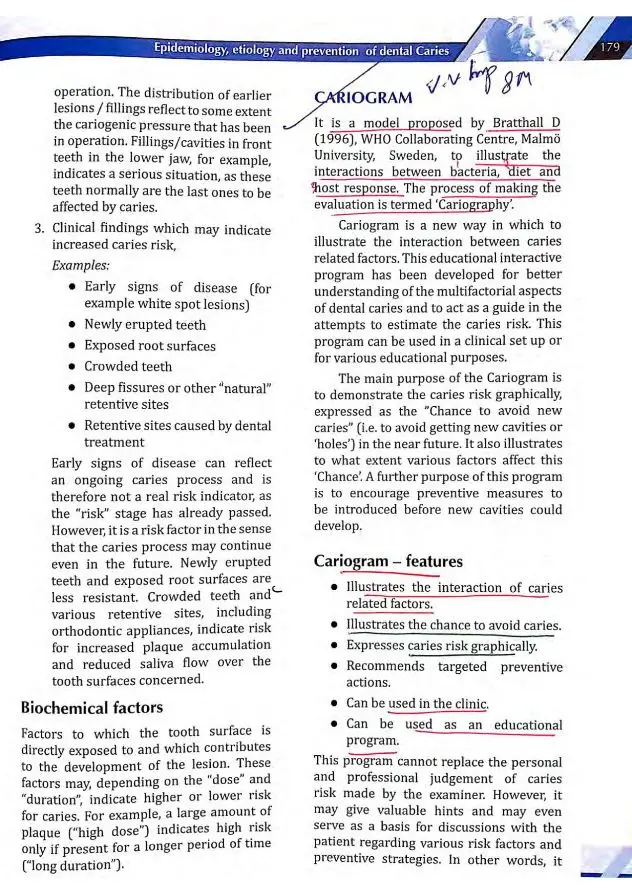 Epidemiology, etiology and prevention of dental Caries
179
operation. The distribution of earlier
lesions / fillings reflect to some extent
the cariogenic pressure that has been
in operation. Fillings/cavities in front
teeth in the lower jaw, for example,
indicates a serious situation, as these
teeth normally are the last ones to be
affected by caries.
3. Clinical findings which may indicate
increased caries risk,
Examples:
• Early signs of disease (for
example white spot lesions)
• Newly erupted teeth
• Exposed root surfaces
• Crowded teeth
• Deep fissures or other "natural"
retentive sites
• Retentive sites caused by dental
treatment
Early signs of disease can reflect
an ongoing caries process and is
therefore not a real risk indicator, as
the "risk" stage has already passed.
However, it is a risk factor in the sense
that the caries process may continue
even in the future. Newly erupted
teeth and exposed root surfaces are
less resistant. Crowded teeth and
various retentive sites, including
orthodontic appliances, indicate risk
for increased plaque accumulation
and reduced saliva flow over the
tooth surfaces concerned.
Biochemical factors
Factors to which the tooth surface is
directly exposed to and which contributes
to the development of the lesion. These
factors may, depending on the "dose" and
"duration", indicate higher or lower risk
for caries. For example, a large amount of
plaque ("high dose") indicates high risk
only if present for a longer period of time
("long duration").
CARIOGRAM
V.V Imp 8M
It is a model proposed by Bratthall D
(1996), WHO Collaborating Centre, Malmö
University, Sweden, to illustrate the
interactions between bacteria, diet and
host response. The process of making the
evaluation is termed 'Cariography'.
Cariogram is a new way in which to
illustrate the interaction between caries
related factors. This educational interactive
program has been developed for better
understanding of the multifactorial aspects
of dental caries and to act as a guide in the
attempts to estimate the caries risk. This
program can be used in a clinical set up or
for various educational purposes.
The main purpose of the Cariogram is
to demonstrate the caries risk graphically,
expressed as the "Chance to avoid new
caries" (i.e. to avoid getting new cavities or
'holes') in the near future. It also illustrates
to what extent various factors affect this
'Chance'. A further purpose of this program
is to encourage preventive measures to
be introduced before new cavities could
develop.
Cariogram – features
• Illustrates the interaction of caries
related factors.
• Illustrates the chance to avoid caries.
• Expresses caries risk graphically.
• Recommends targeted preventive
actions.
• Can be used in the clinic.
• Can be used as an educational
program.
This program cannot replace the personal
and professional judgement of caries
risk made by the examiner. However, it
may give valuable hints and may even
serve as a basis for discussions with the
patient regarding various risk factors and
preventive strategies. In other words, it